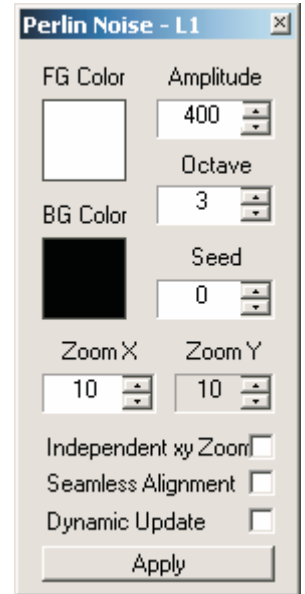 Perlin Noise - L1
FG Color
Amplitude
400
Octave
3
BG Color
Seed
0
Zoom X
Zoom Y
10
10
Independent xy Zoom
Seamless Alignment
Dynamic Update
Apply